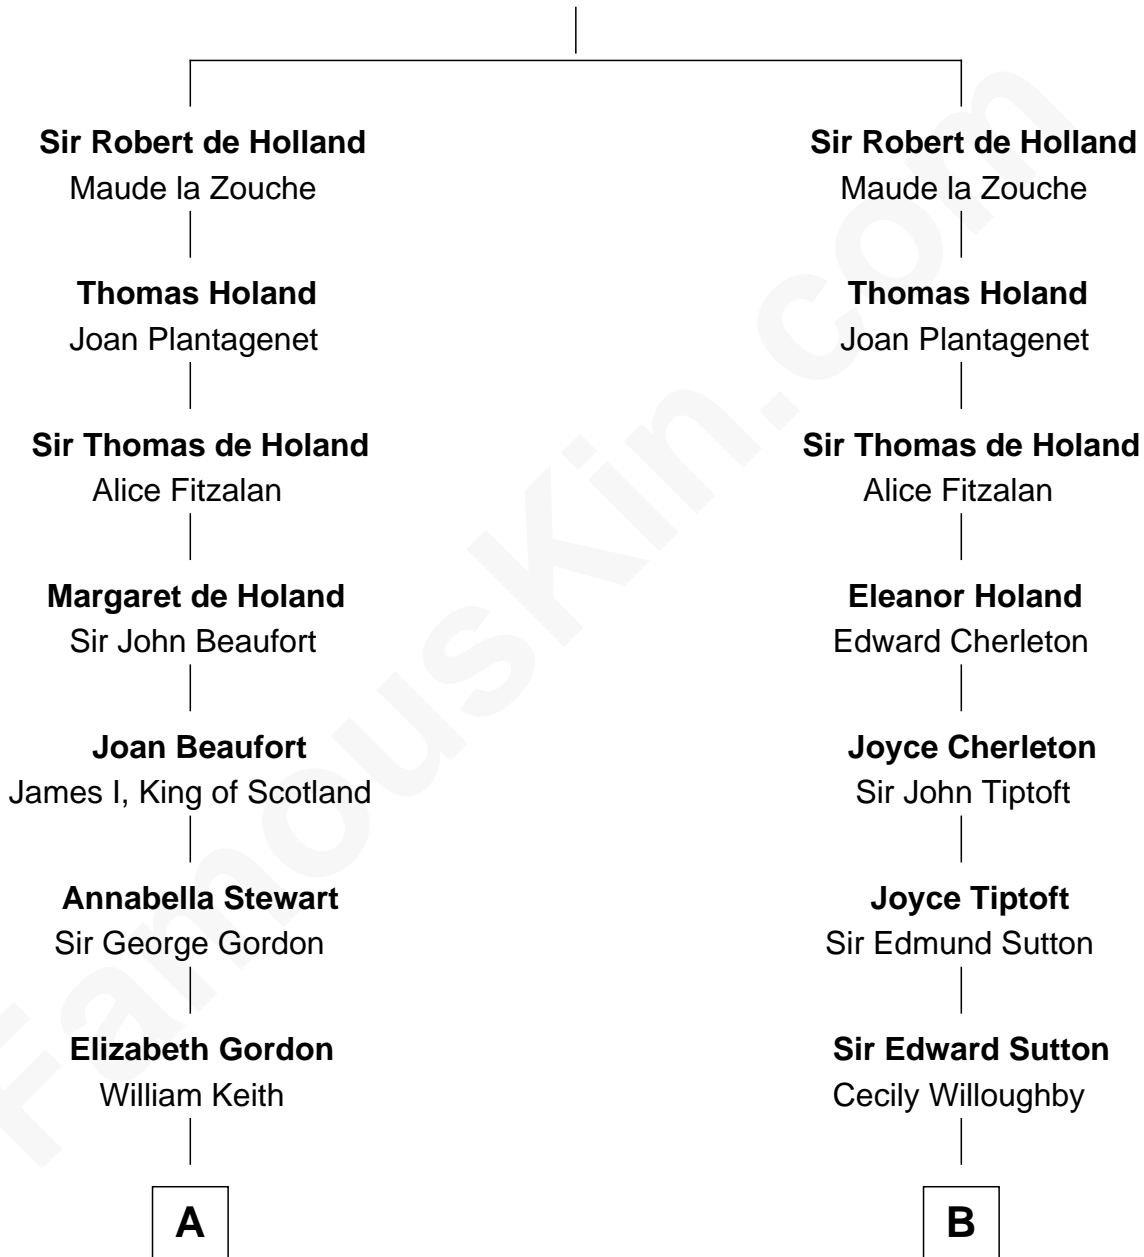 Sir Robert de Holland
Maude la Zouche
Thomas Holand
Joan Plantagenet
Sir Thomas de Holand
Alice Fitzalan
Margaret de Holand
Sir John Beaufort
Joan Beaufort
James I, King of Scotland
Annabella Stewart
Sir George Gordon
Elizabeth Gordon
William Keith
A
Sir Robert de Holland
Maude la Zouche
Thomas Holand
Joan Plantagenet
Sir Thomas de Holand
Alice Fitzalan
Eleanor Holand
Edward Cherleton
Joyce Cherleton
Sir John Tiptoft
Joyce Tiptoft
Sir Edmund Sutton
Sir Edward Sutton
Cecily Willoughby
B
FamousKin.com